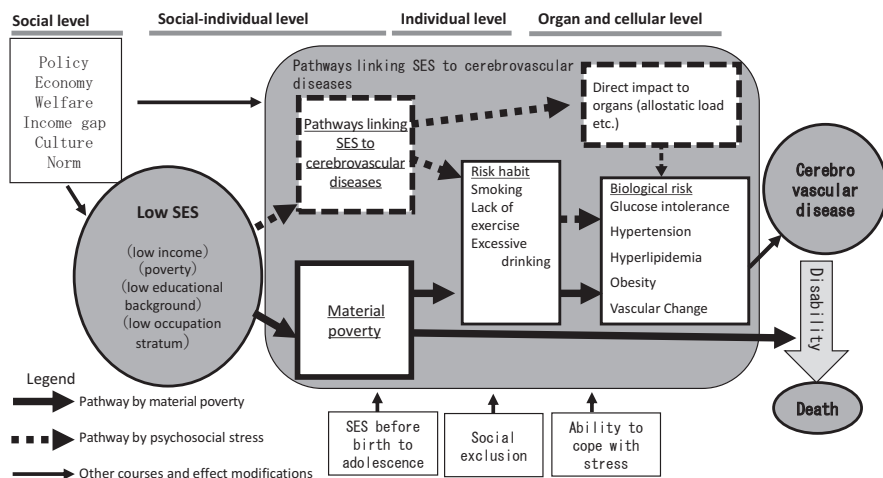 Social level
Social-individual level
Individual level
Organ and cellular level
Policy
Economy
Welfare
Income gap
Culture
Norm
Pathways linking SES to cerebrovascular
diseases
Pathways linking
SES to
cerebrovascular
diseases
Direct impact to
organs (allostatic load
etc.)
Risk habit
Smoking
Lack of
exercise
Excessive
drinking
Biological risk
Glucose intolerance
Hypertension
Hyperlipidemia
Obesity
Vascular Change
Cerebro
vascular
disease
Low SES
(low income)
(poverty)
(low educational
background)
(low occupation
stratum)
Material
poverty
Disability
Death
Legend
Pathway by material poverty
Pathway by psychosocial stress
Other courses and effect modifications
SES before
birth to
adolescence
Social
exclusion
Ability to
cope with
stress